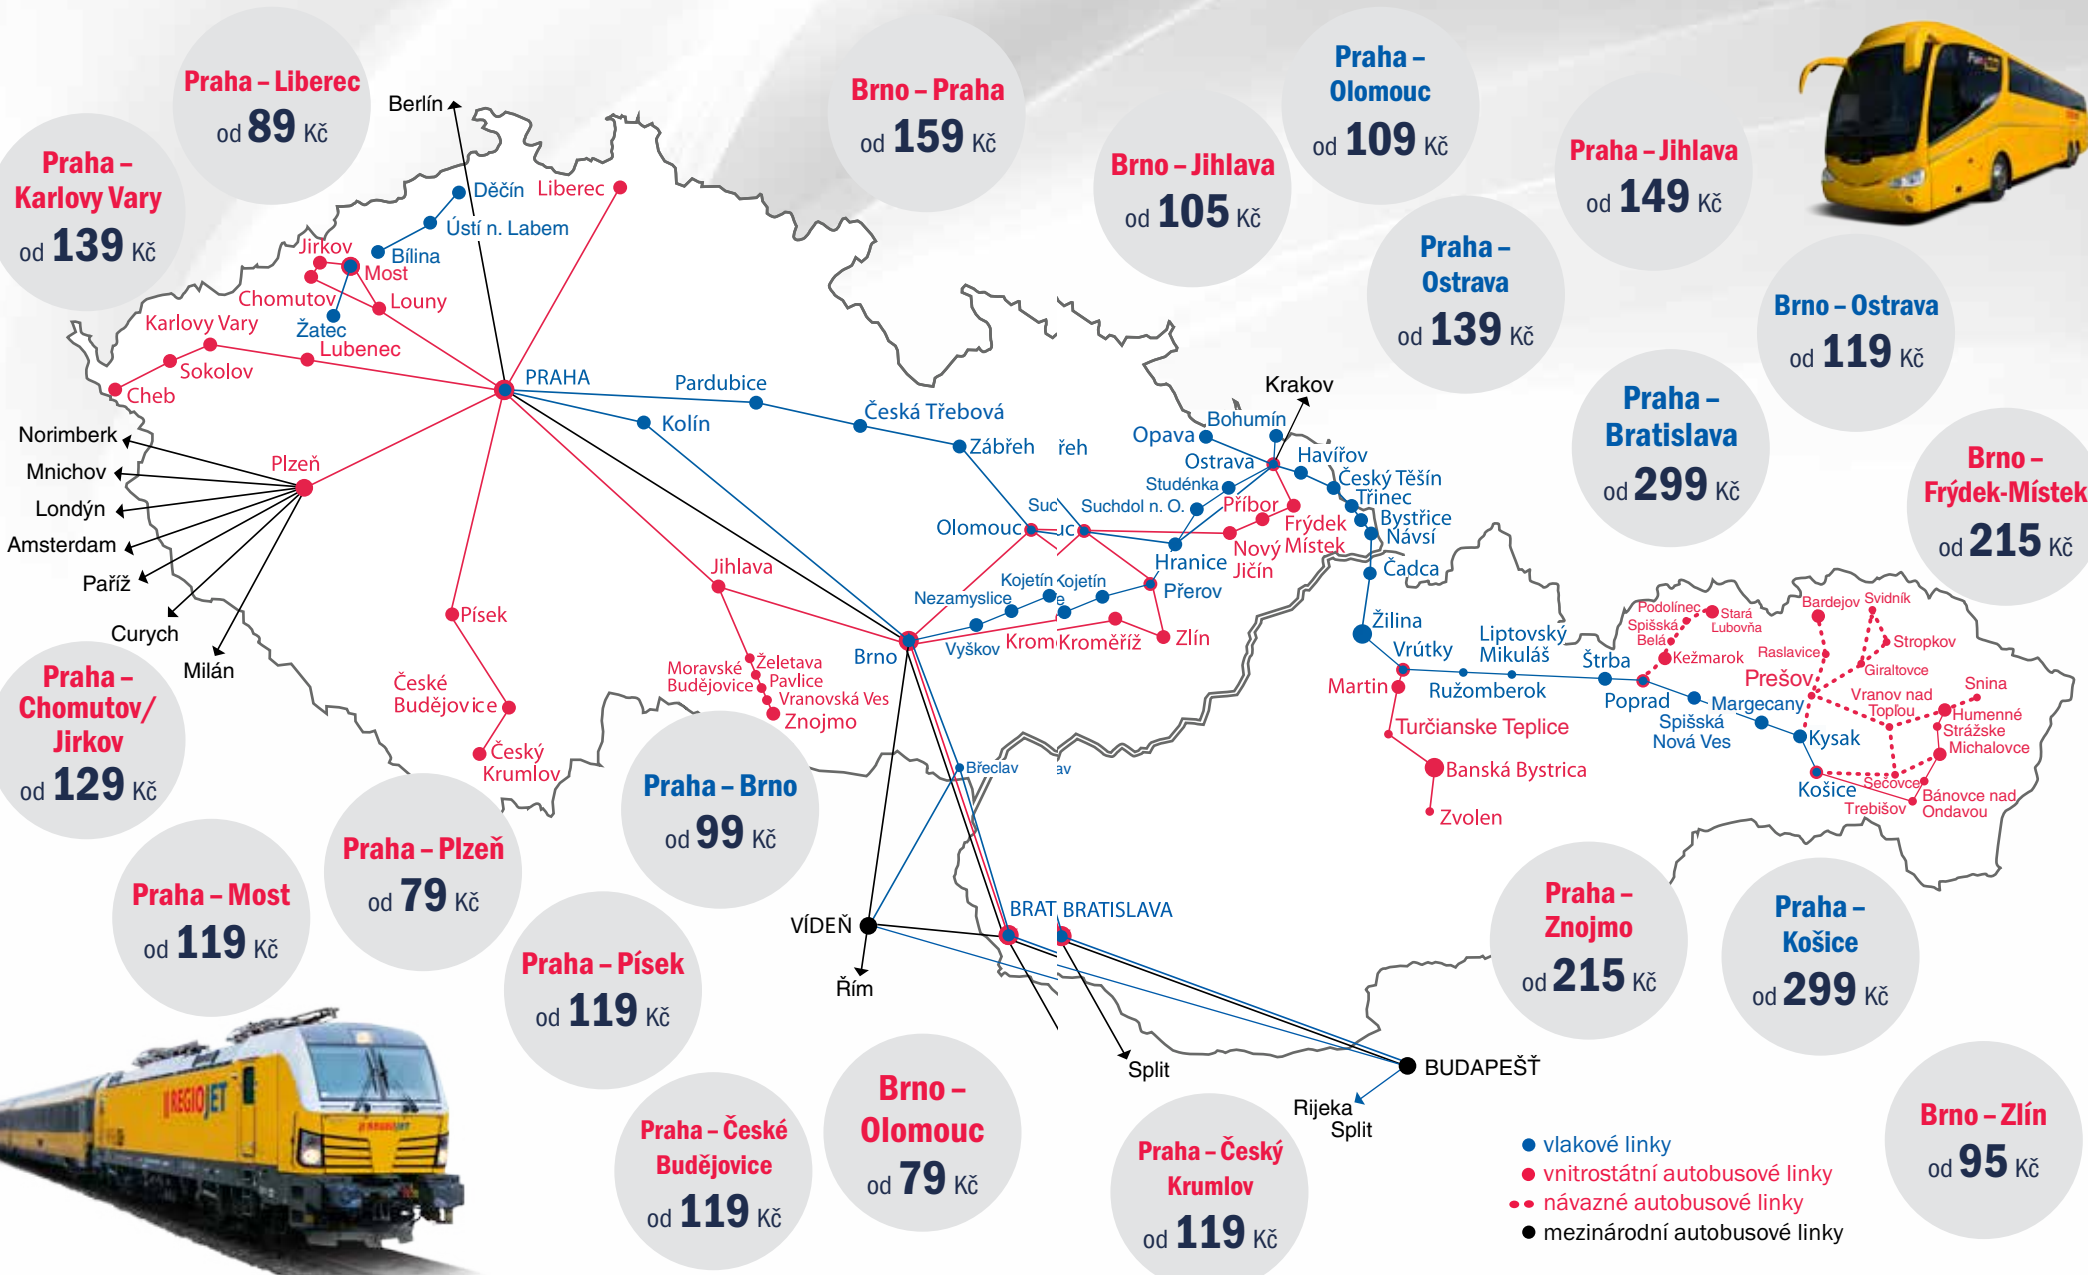 Praha – Liberec
od 89 Kč
Praha –
Karlovy Vary
od 139 Kč
Brno – Praha
od 159 Kč
Brno – Jihlava
od 105 Kč
Praha –
Olomouc
od 109 Kč
Praha – Jihlava
od 149 Kč
Praha –
Ostrava
od 139 Kč
Brno – Ostrava
od 119 Kč
Praha –
Bratislava
od 299 Kč
Brno –
Frýdek-Místek
od 215 Kč
Berlín
Děčín
Liberec
Ústí n. Labem
Bílina
Jirkov
Most
Chomutov
Louny
Žatec
Karlovy Vary
Lubenec
Sokolov
Cheb
PRAHA
Pardubice
Kolín
Česká Třebová
Zábřeh
řeh
Krakov
Bohumín
Opava
Ostrava
Havířov
Studénka
Český Těšín
Suc
Suchdol n. O.
Příbor
Třinec
Frýdek
Místek
Bystřice
Návsí
Olomouc
uc
Nový
Jičín
Hranice
Čadca
Norimberk
Mnichov
Londýn
Amsterdam
Paříž
Curych
Milán
Plzeň
Jihlava
Kojetín
Kojetín
Přerov
Nezamyslice
e
Písek
Vyškov
Krom
Kroměříž
Zlín
Brno
Žilina
Vrútky
Liptovský
Mikuláš
Štrba
Podolínec
Stará
Lubovňa
Spišská
Belá
Kežmarok
Bardejov
Svidník
Stropkov
Raslavice
Giraltovce
Prešov
Snina
Vranov nad
Topľou
Martin
Ružomberok
Poprad
Margecany
Spišská
Nová Ves
Humenné
Strážske
Michalovce
Kysak
Turčianske Teplice
Banská Bystrica
Zvolen
Košice
Sečovce
Trebišov
Bánovce nad
Ondavou
Moravské
Budějovice
Želetava
Pavlice
Vranovská Ves
Znojmo
České
Budějovice
Český
Krumlov
Břeclav
av
Praha –
Chomutov/
Jirkov
od 129 Kč
Praha – Brno
od 99 Kč
Praha – Plzeň
od 79 Kč
Praha – Most
od 119 Kč
Praha – Písek
od 119 Kč
VÍDEŇ
Řím
BRAT
BRATISLAVA
Praha –
Znojmo
od 215 Kč
Praha –
Košice
od 299 Kč
Split
BUDAPEŠŤ
Rijeka
Split
REGIOJET
REGIOJET
Praha – České
Budějovice
od 119 Kč
Brno –
Olomouc
od 79 Kč
Praha – Český
Krumlov
od 119 Kč
Brno – Zlín
od 95 Kč
vlakové linky
vnitrostátní autobusové linky
návazné autobusové linky
mezinárodní autobusové linky